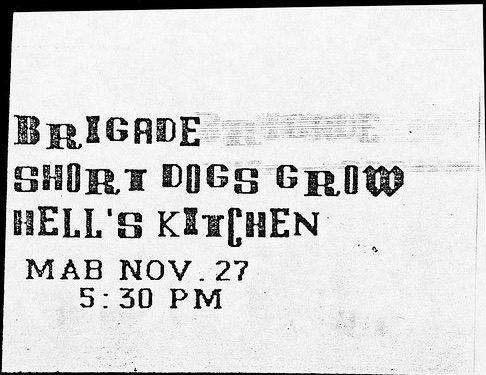 BRIGADE
SHORT DOGS GROW
HELL'S KITCHEN
MAB NOV. 27
5:30 PM